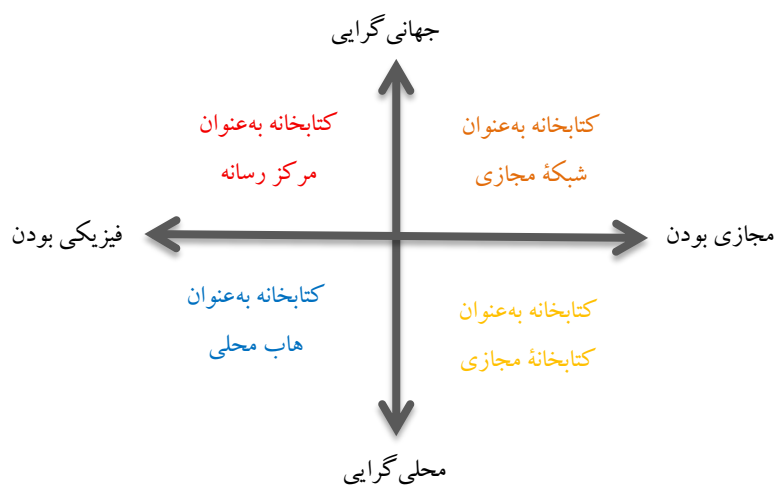 جهانی‌گرایی
کتابخانه به‌عنوان
شبکهٔ مجازی
کتابخانه به‌عنوان
مرکز رسانه
مجازی بودن
فیزیکی بودن
کتابخانه به‌عنوان
کتابخانهٔ مجازی
کتابخانه به‌عنوان
هاب محلی
محلی‌گرایی